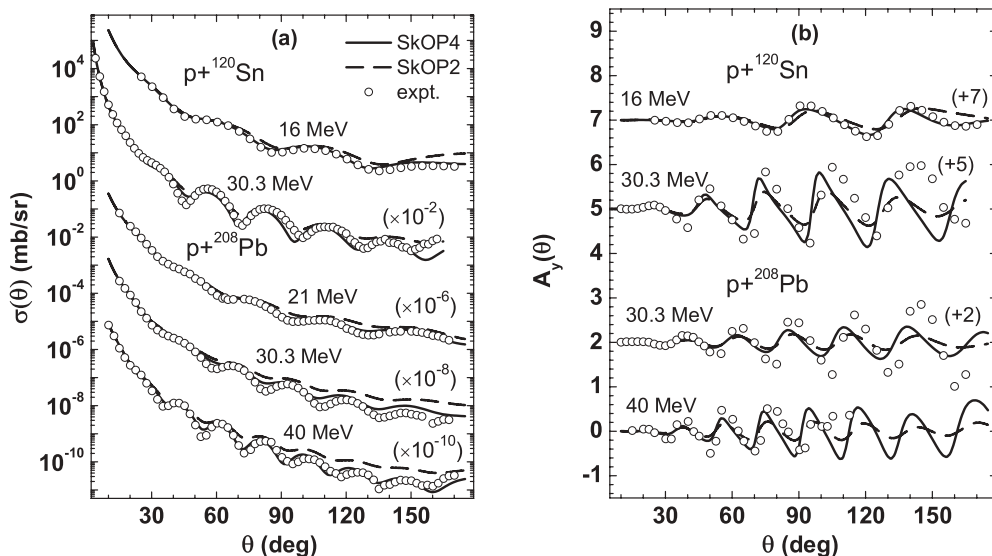 (a)
SkOP4
SkOP2
expt.
p+¹²⁰Sn
16 MeV
30.3 MeV
(×10⁻²)
p+²⁰⁸Pb
21 MeV
(×10⁻⁶)
30.3 MeV
(×10⁻⁸)
40 MeV
(×10⁻¹⁰)
10⁴
10²
10⁰
10⁻²
10⁻⁴
10⁻⁶
10⁻⁸
10⁻¹⁰
σ(θ) (mb/sr)
30 60 90 120 150
θ (deg)
(b)
p+¹²⁰Sn
16 MeV
(+7)
30.3 MeV
(+5)
p+²⁰⁸Pb
30.3 MeV
(+2)
40 MeV
9
8
7
6
5
4
3
2
1
0
-1
A_y(θ)
30 60 90 120 150
θ (deg)